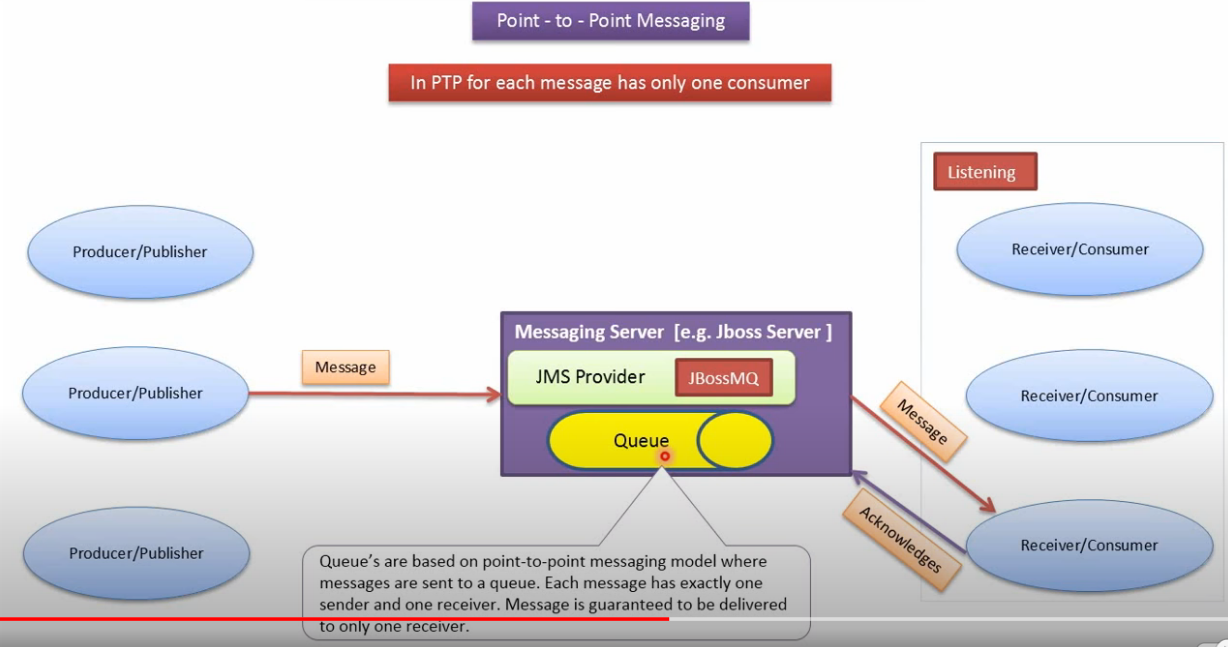 Point - to - Point Messaging
In PTP for each message has only one consumer
Listening
Producer/Publisher
Receiver/Consumer
Messaging Server [e.g. Jboss Server ]
Message
JMS Provider
JBossMQ
Producer/Publisher
Message
Receiver/Consumer
Queue
Acknowledges
Producer/Publisher
Receiver/Consumer
Queue's are based on point-to-point messaging model where
messages are sent to a queue. Each message has exactly one
sender and one receiver. Message is guaranteed to be delivered
to only one receiver.